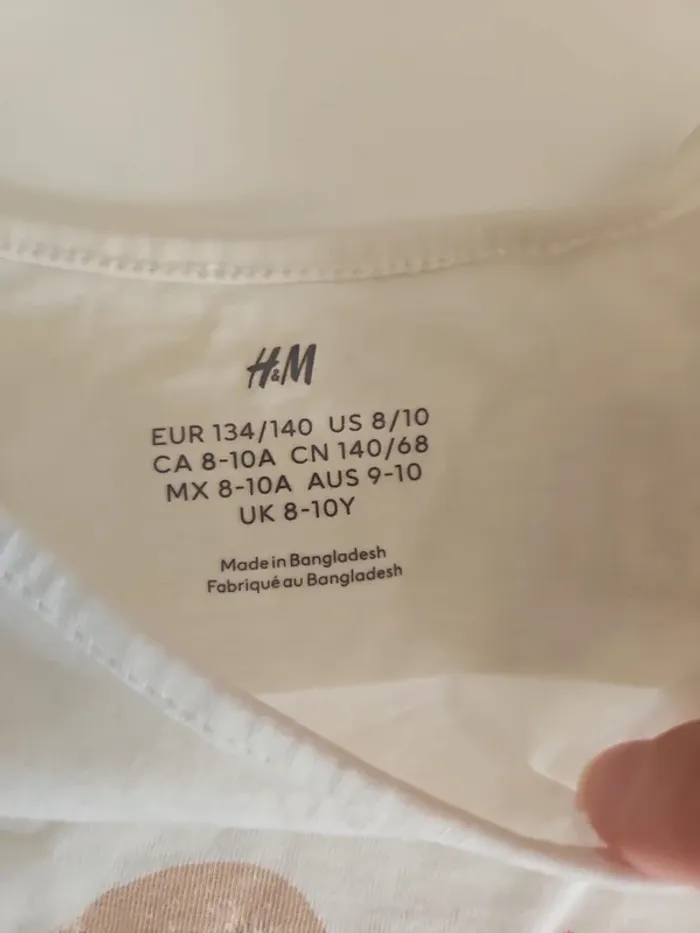 H&M
EUR 134/140 US 8/10
CA 8-10A CN 140/68
MX 8-10A AUS 9-10
UK 8-10Y
Made in Bangladesh
Fabriqué au Bangladesh